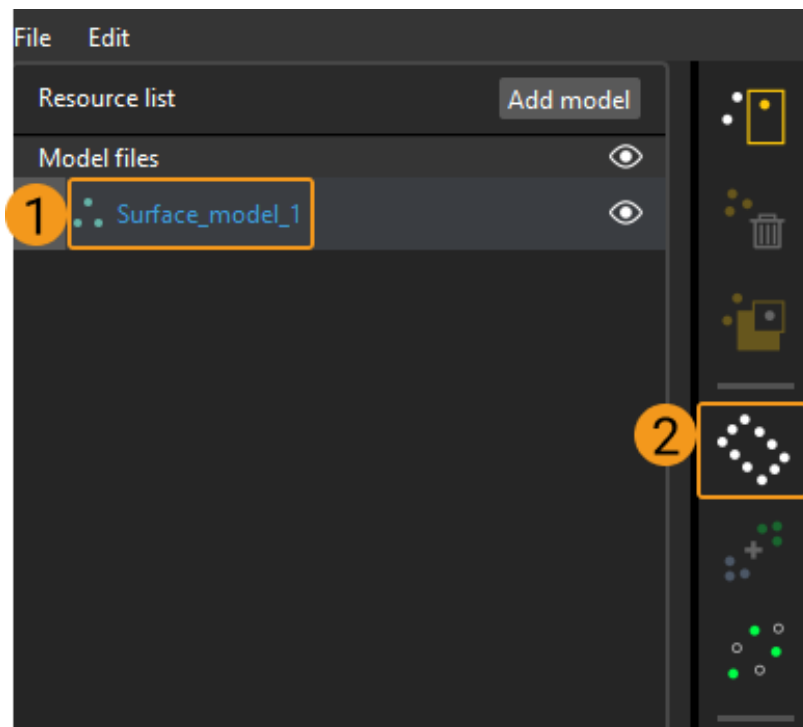 File Edit
Resource list Add model
Model files
1 Surface_model_1
2